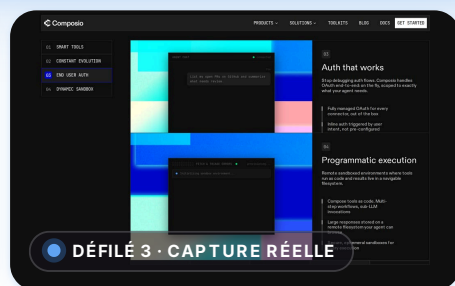 Composio
PRODUCTS
SOLUTIONS
TOOLKITS
BLOG
DOCS
GET STARTED
01 SMART TOOLS
02 CONSTANT EVOLUTION
03 END USER AUTH
04 DYNAMIC SANDBOX
03
Auth that works
Stop debugging auth flows. Composio handles
OAuth end-to-end on the fly, scoped to exactly
what your agent needs.
Fully managed OAuth for every
connector, out of the box
Inline auth triggered by user
intent, not pre-configured
04
Programmatic execution
Remote sandboxed environments where tools
run as code and results live in a navigable
filesystem.
Compose tools as code. Multi-
step workflows, sub-LLM
invocations
Large responses stored on a
remote filesystem your agent can
DÉFILÉ 3 · CAPTURE RÉELLE